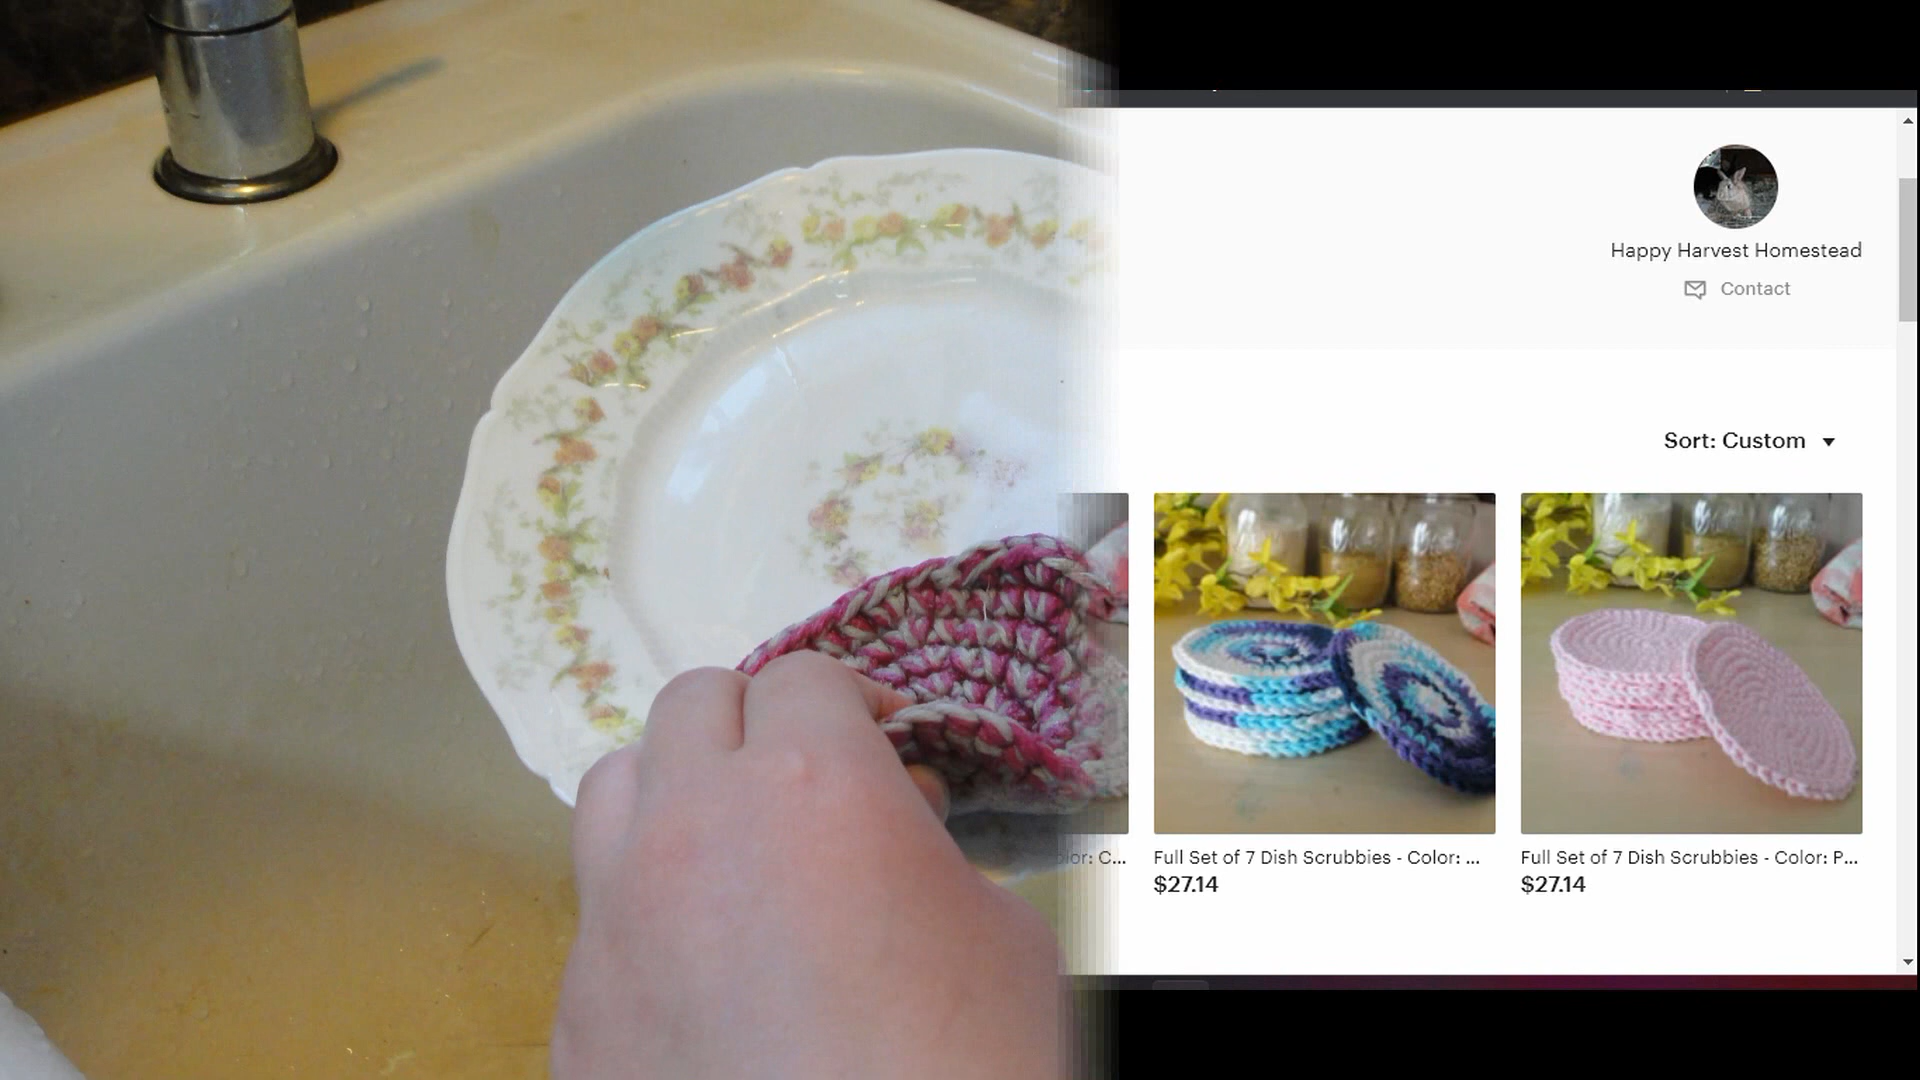 Happy Harvest Homestead
Contact
Sort: Custom
olor: C...
Full Set of 7 Dish Scrubbies - Color: ...
$27.14
Full Set of 7 Dish Scrubbies - Color: P...
$27.14